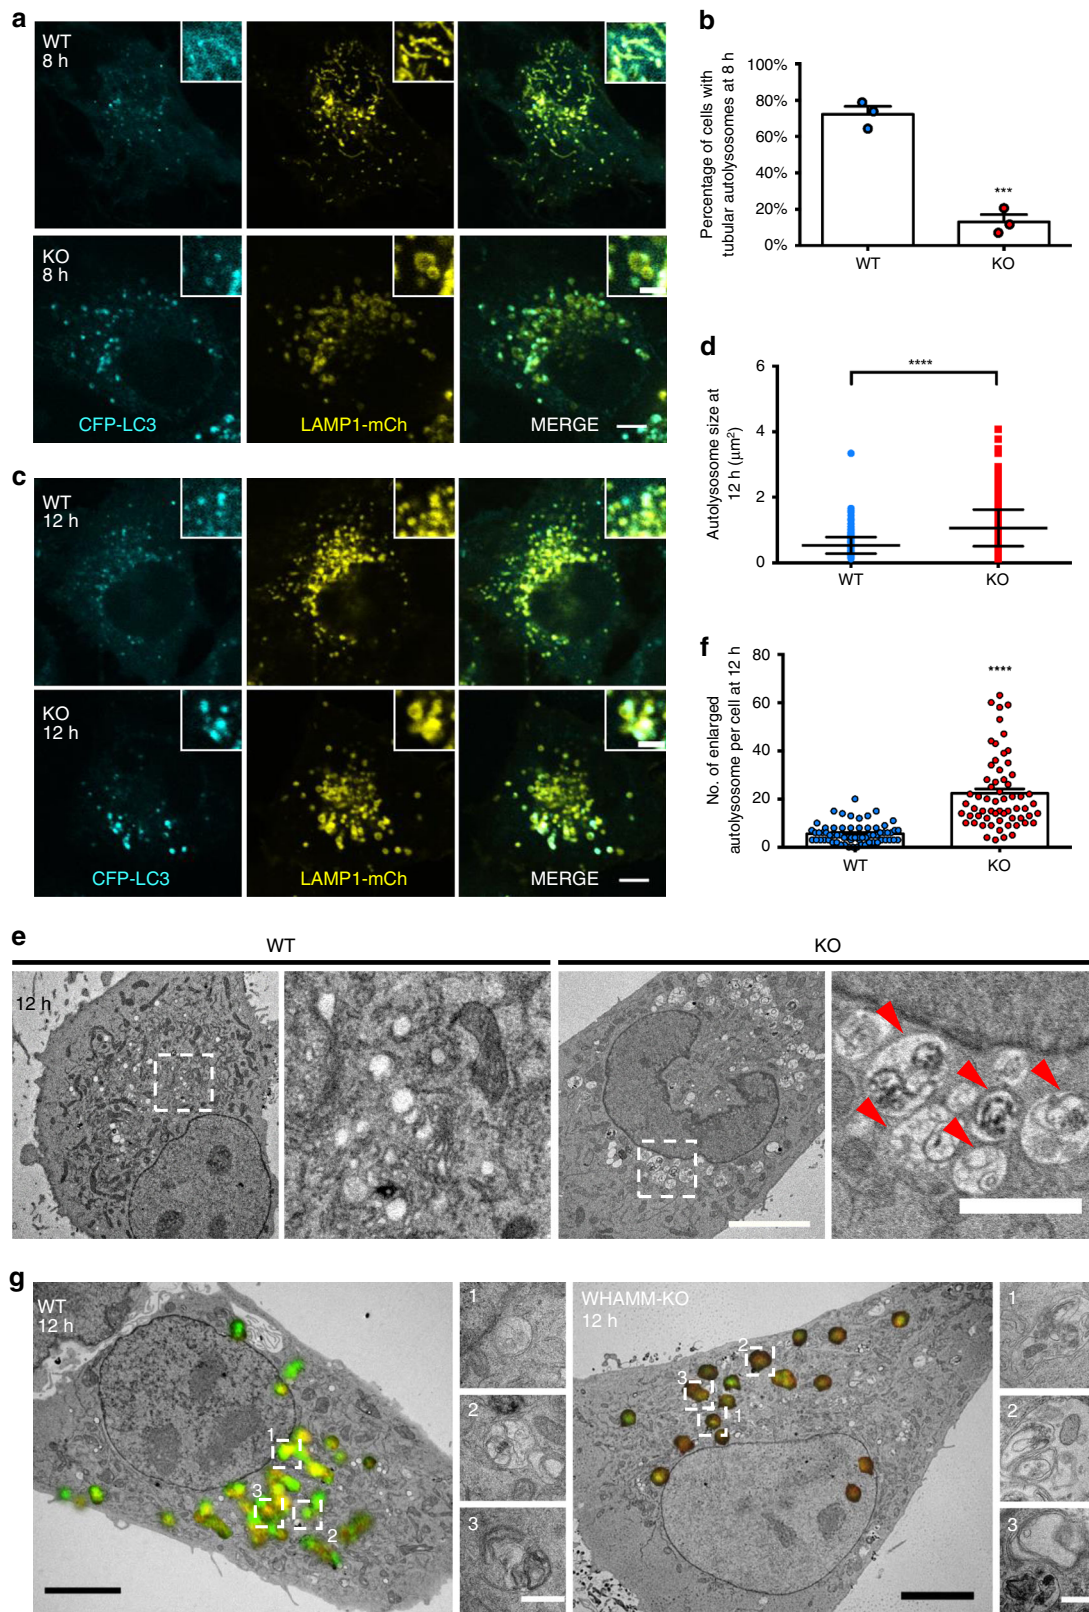 a
WT
8 h
KO
8 h
CFP-LC3
LAMP1-mCh
MERGE
b
Percentage of cells with
tubular autolysosomes at 8 h
100%
80%
60%
40%
20%
0%
***
WT
KO
c
WT
12 h
KO
12 h
CFP-LC3
LAMP1-mCh
MERGE
d
Autolysosome size at
12 h (μm²)
6
4
2
0
****
WT
KO
f
No. of enlarged
autolysosome per cell at 12 h
80
60
40
20
0
****
WT
KO
e
WT
KO
12 h
g
WT
12 h
1
3
2
1
2
3
WHAMM-KO
12 h
2
3
1
1
2
3